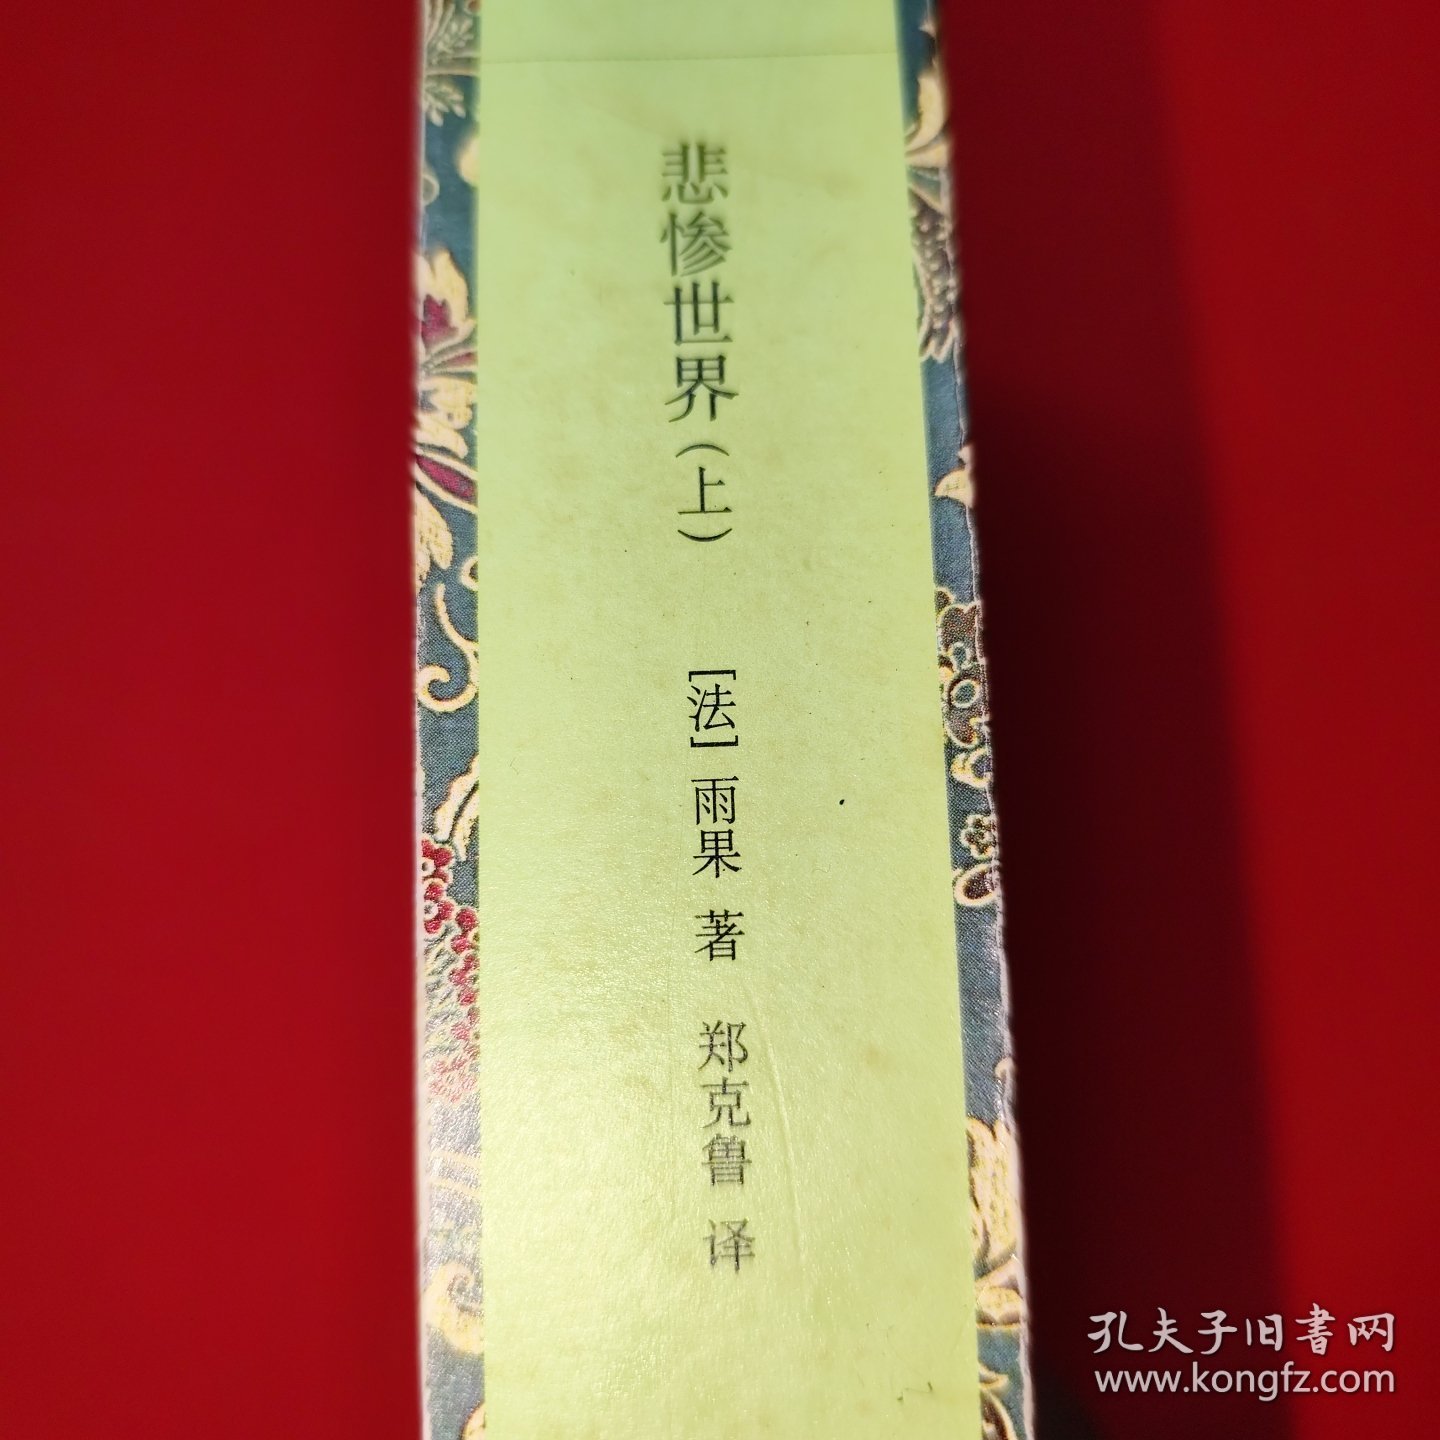 悲惨世界(上)
[法]雨果 著 郑克鲁 译
孔夫子旧书网
www.kongfz.com